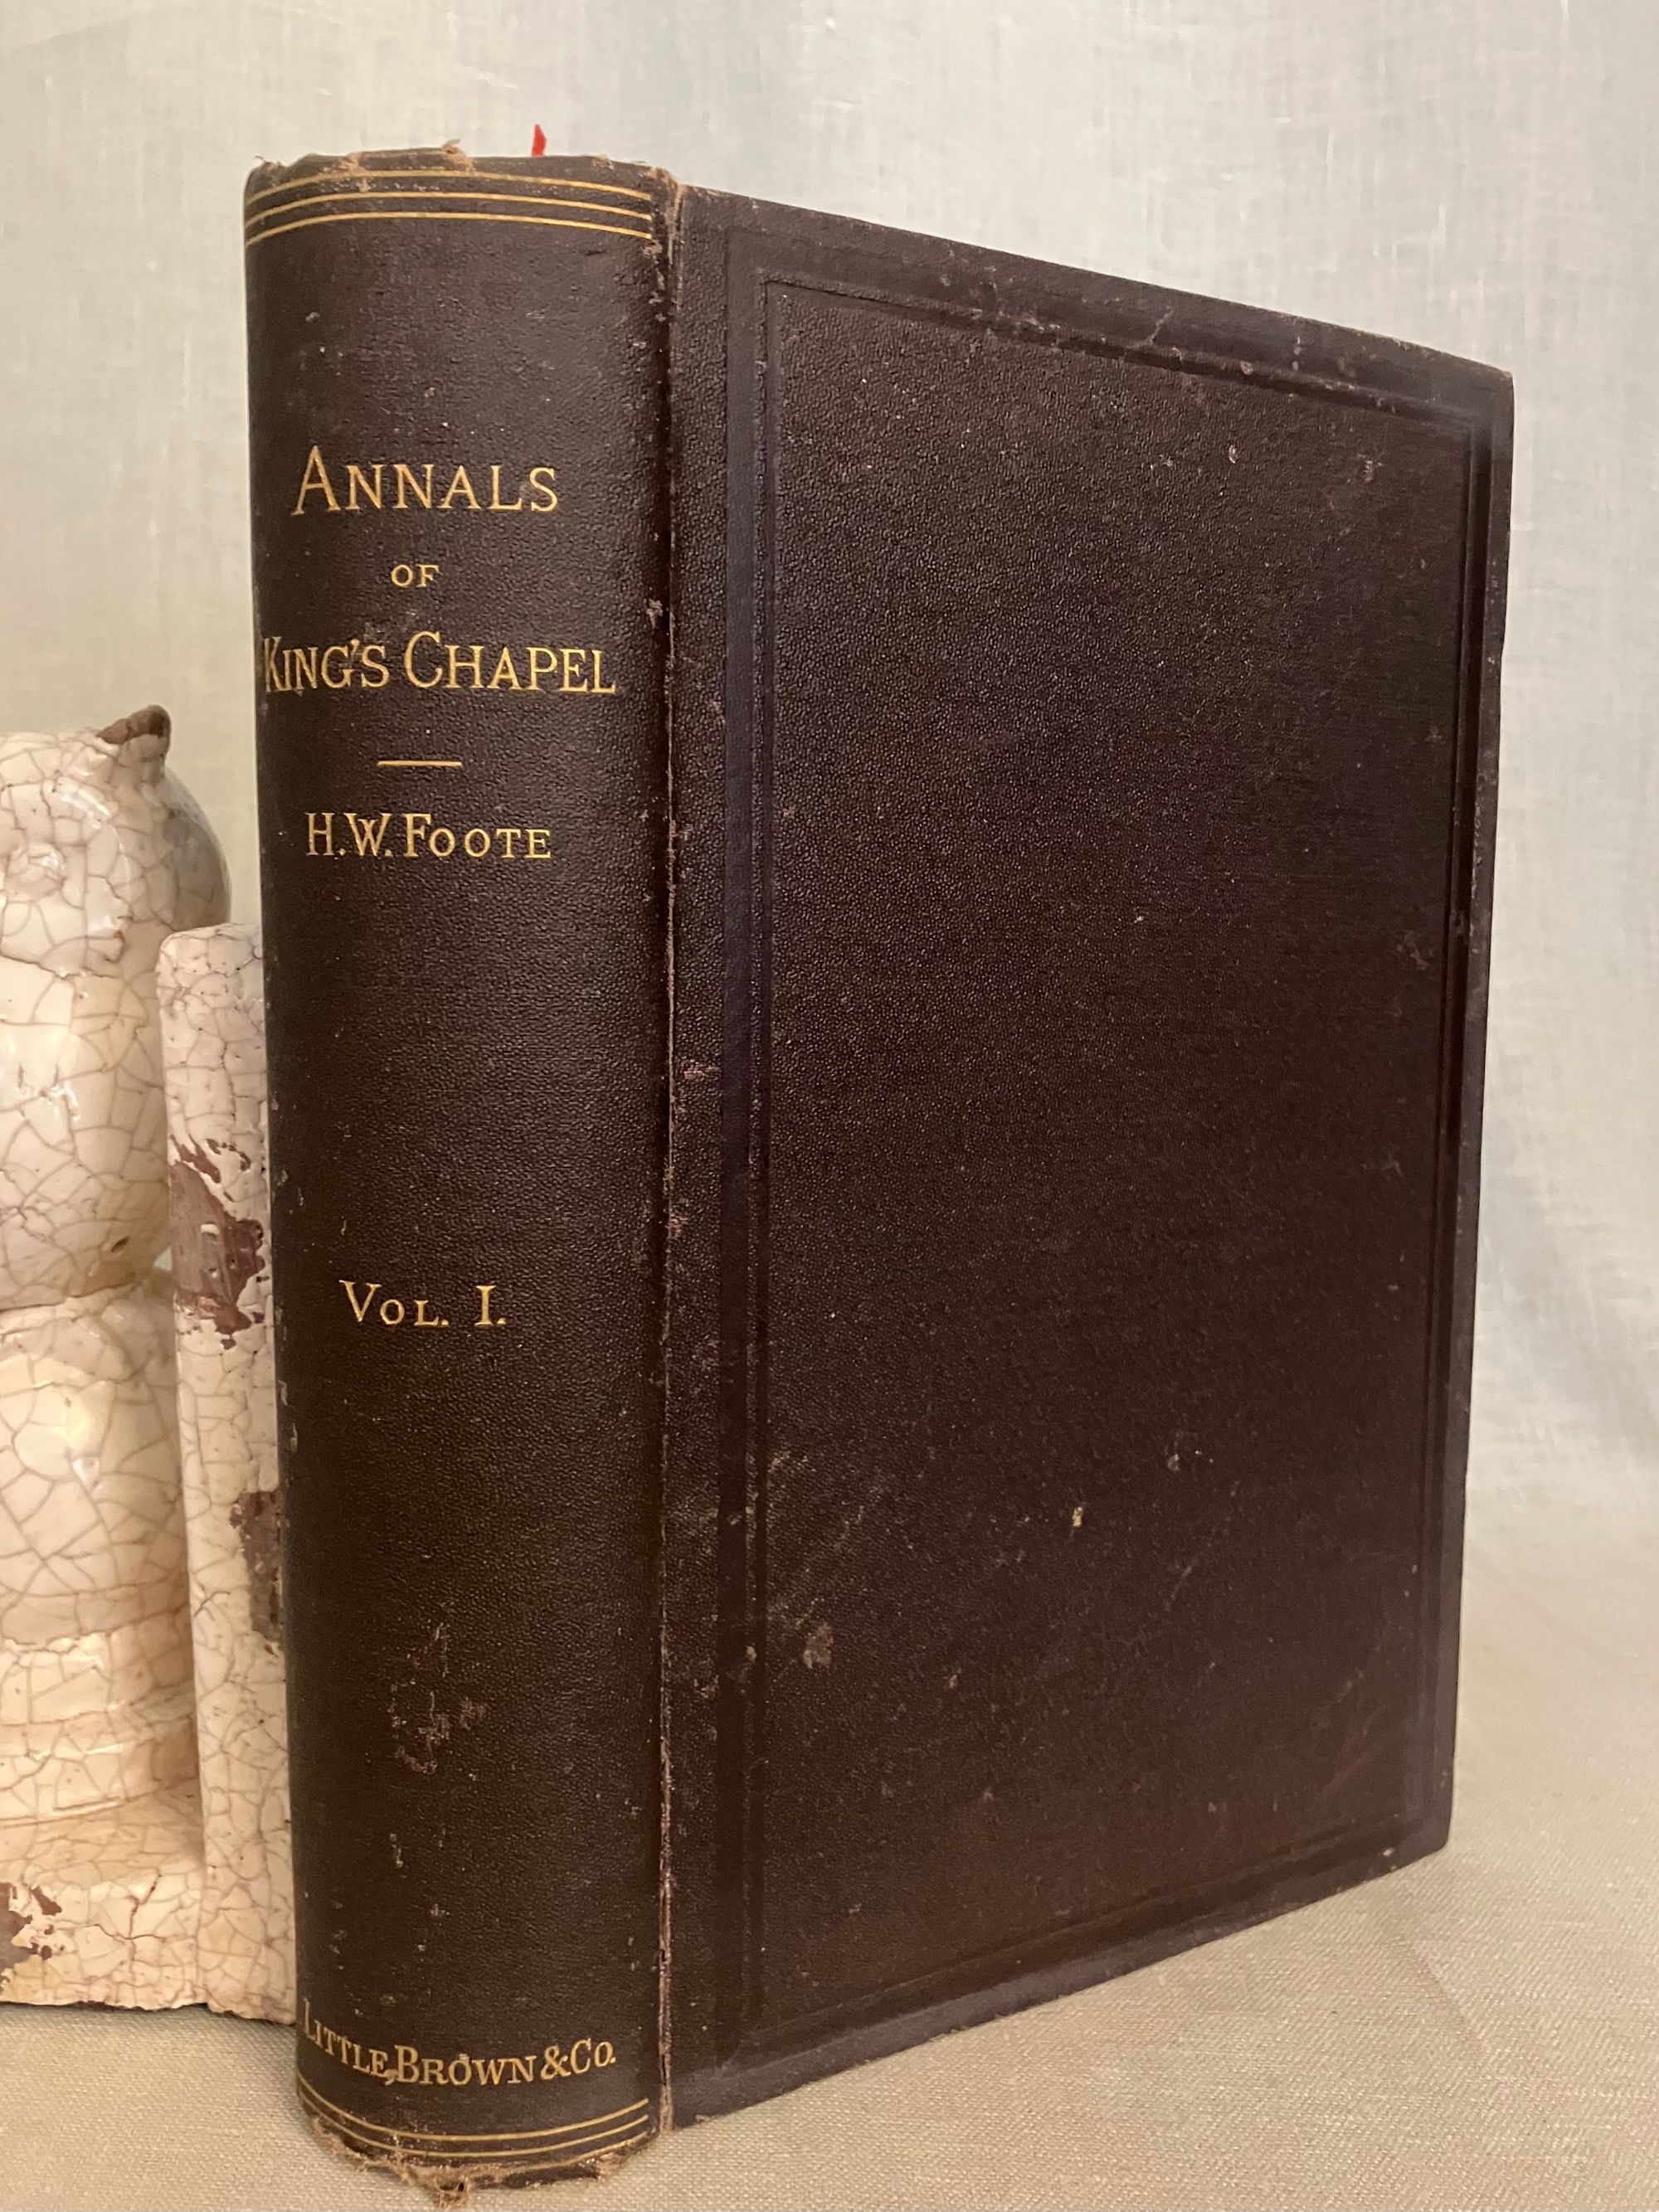 ANNALS
OF
KING'S CHAPEL
H.W. FOOTE
VOL. I.
LITTLE, BROWN & CO.